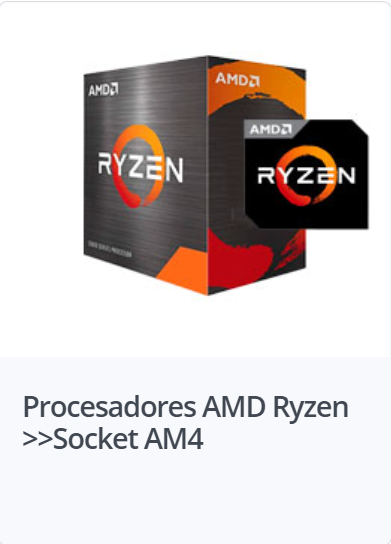 AMD
AMD
RYZEN
AMD
RYZEN
Procesadores AMD Ryzen
>>Socket AM4